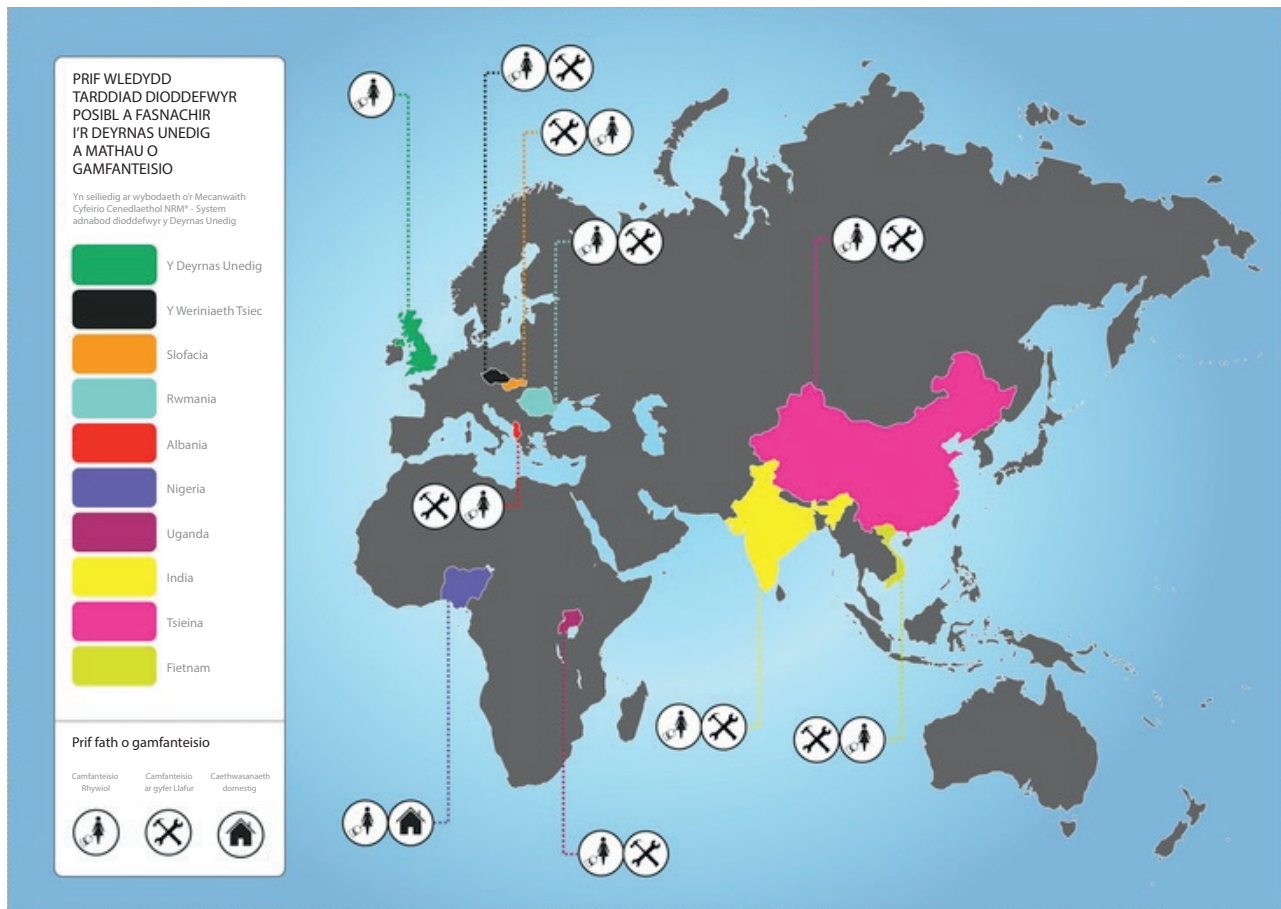 PRIF WLEDYDD
TARDDIAD DIODDEFWYR
POSIBL A FASNACHIR
I'R DEYRNAS UNEDIG
A MATHAU O
GAMFANTEISIO
Yn seiliedig ar wybodaeth o'r Mecanwaith
Cyfeirio Cenedlaethol NRM* - System
adnabod dioddefwyr y Deyrnas Unedig
Y Deyrnas Unedig
Y Weriniaeth Tsiec
Slofacia
Rwmania
Albania
Nigeria
Uganda
India
Tsieina
Fietnam
Prif fath o gamfanteisio
Camfanteisio
Rhywiol
Camfanteisio
ar gyfer Llafur
Caethwasanaeth
domestig